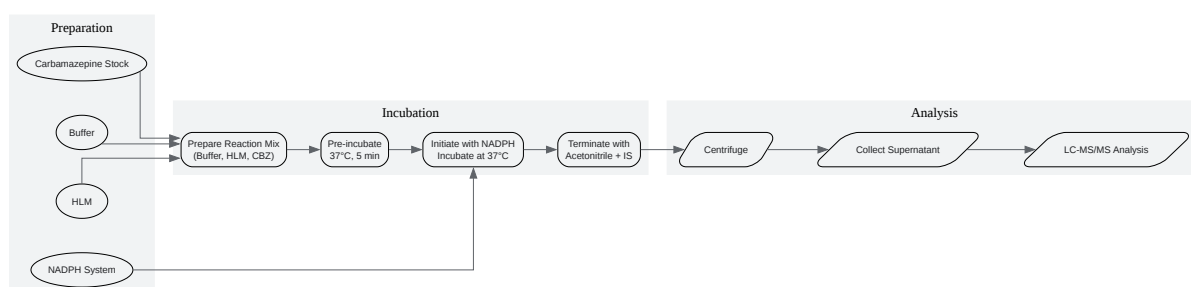 Preparation
Carbamazepine Stock
Buffer
HLM
NADPH System
Incubation
Prepare Reaction Mix
(Buffer, HLM, CBZ)
Pre-incubate
37°C, 5 min
Initiate with NADPH
Incubate at 37°C
Terminate with
Acetonitrile + IS
Analysis
Centrifuge
Collect Supernatant
LC-MS/MS Analysis